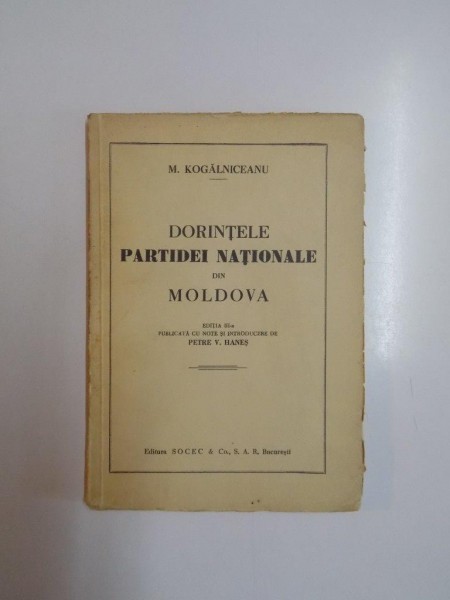 M. KOGĂLNICEANU
DORINȚELE
PARTIDEI NAȚIONALE
DIN
MOLDOVA
EDIȚIA III-a
PUBLICATĂ CU NOTE ȘI INTRODUCERE DE
PETRE V. HANEȘ
Editura SOCEC & Co., S. A. R. București